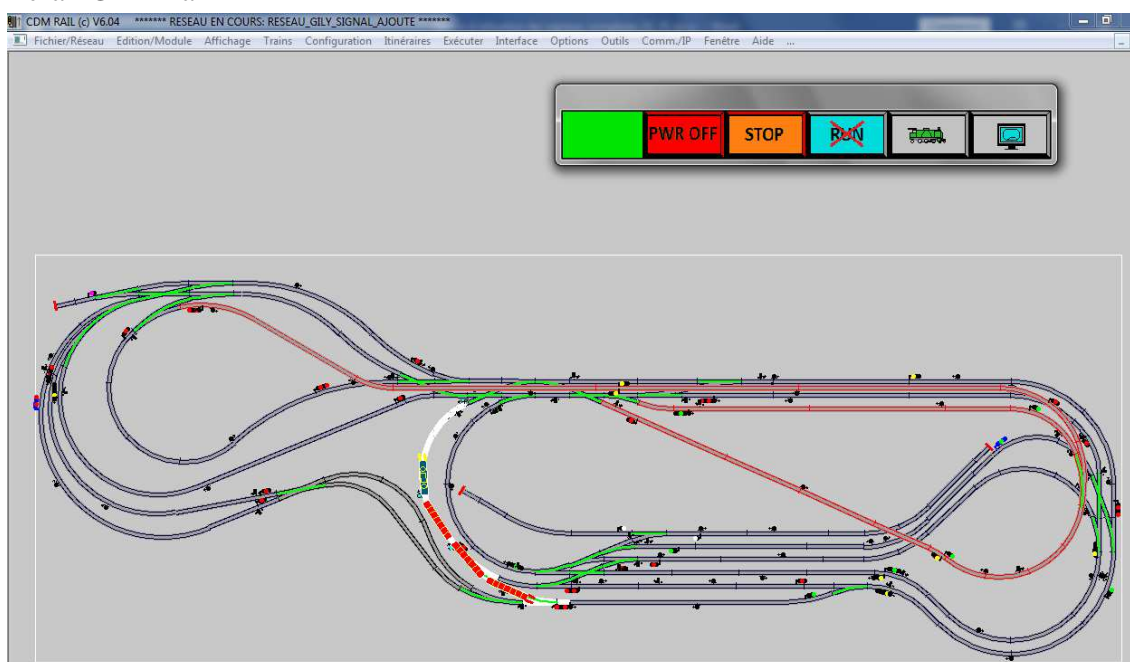 CDM RAIL (c) V6.04 ******* RESEAU EN COURS: RESEAU_GILY_SIGNAL_AJOUTE *******
Fichier/Réseau Edition/Module Affichage Trains Configuration Itinéraires Exécuter Interface Options Outils Comm./IP Fenêtre Aide ...
PWR OFF STOP RUN